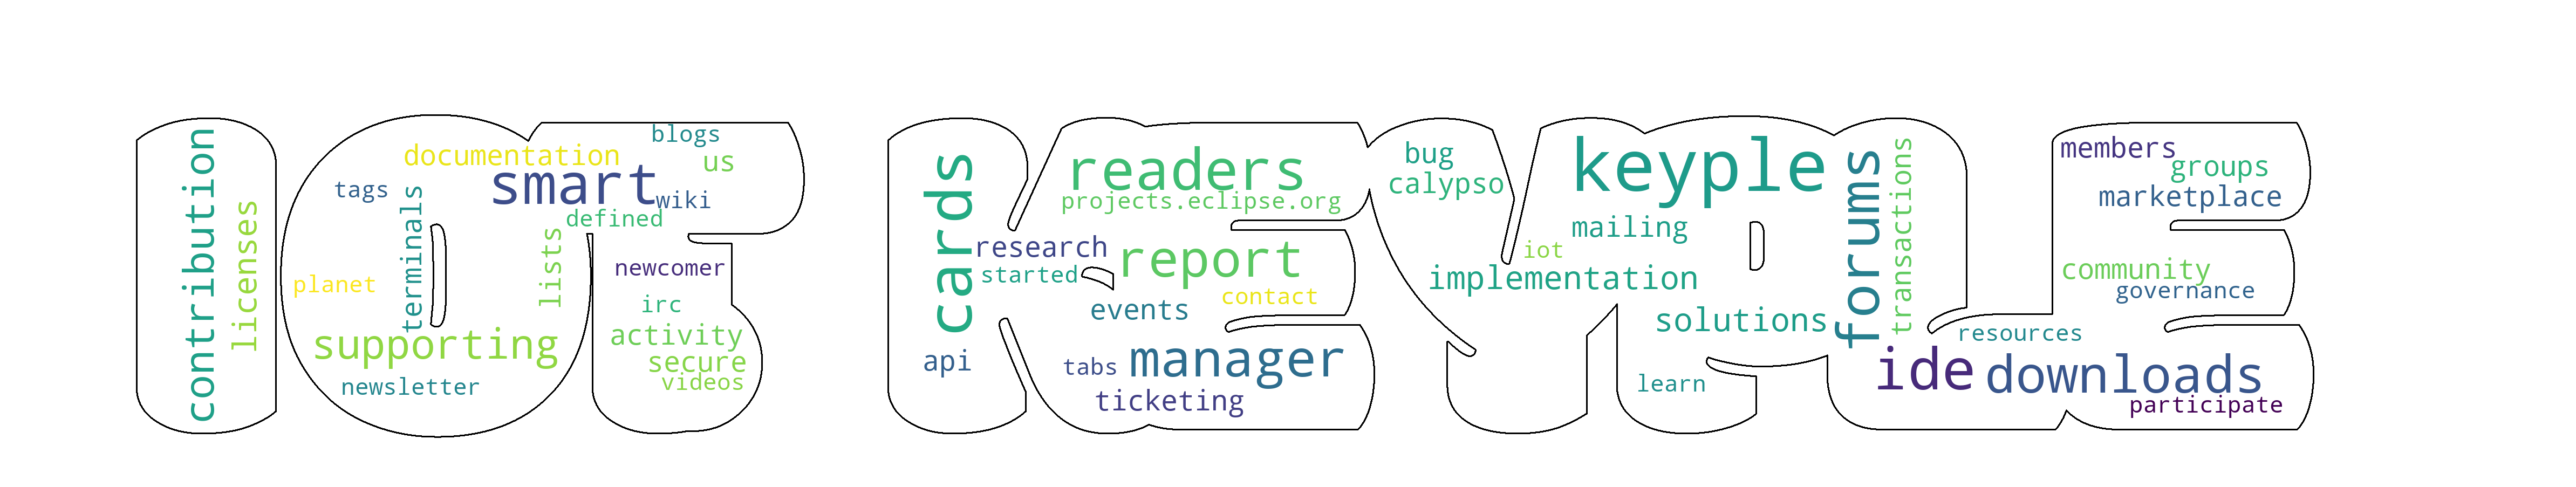 IOT KEYPLE
contribution
licenses
documentation
blogs
us
smart
tags
wiki
terminals
defined
lists
planet
newcomer
irc
supporting
activity
secure
newsletter
videos
cards
readers
projects.eclipse.org
research
report
started
contact
events
api
tabs
manager
ticketing
bug
calypso
keyple
mailing
iot
implementation
solutions
learn
forums
transactions
members
groups
marketplace
community
governance
resources
ide
downloads
participate